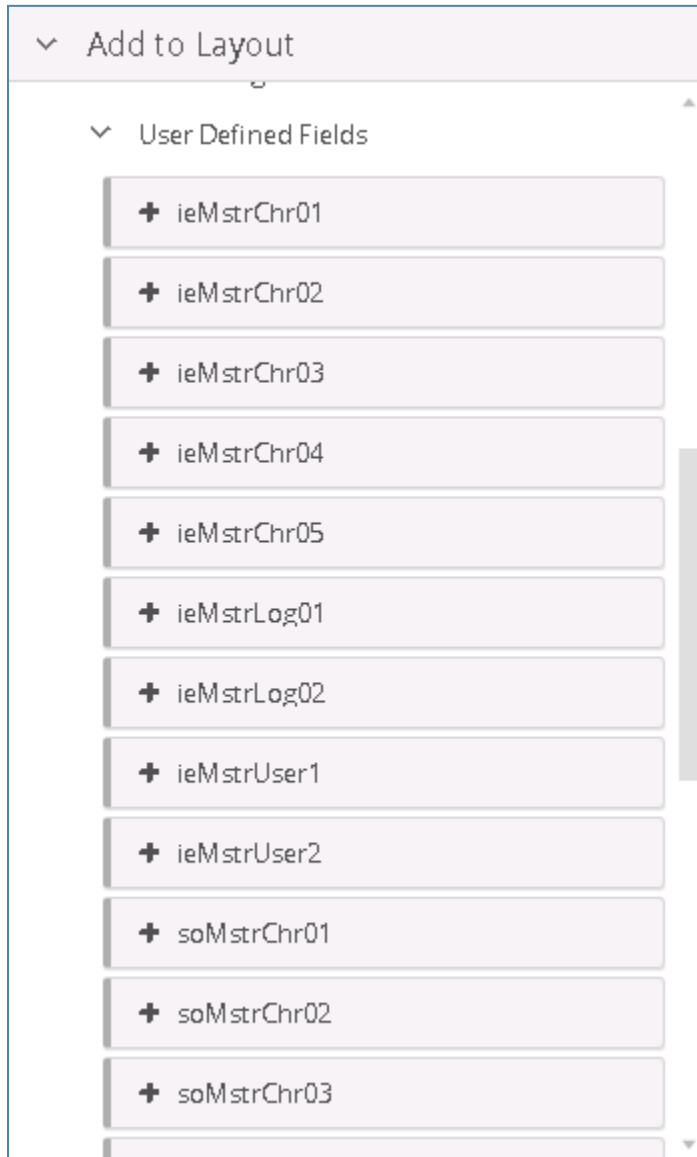 Add to Layout
User Defined Fields
ieMstrChr01
ieMstrChr02
ieMstrChr03
ieMstrChr04
ieMstrChr05
ieMstrLog01
ieMstrLog02
ieMstrUser1
ieMstrUser2
soMstrChr01
soMstrChr02
soMstrChr03